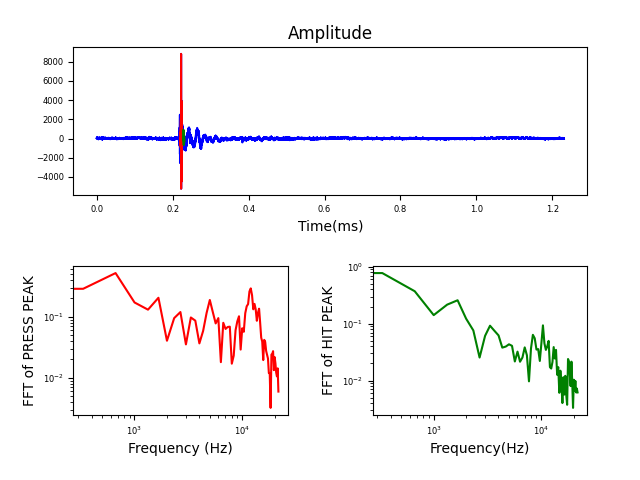 Amplitude
8000
6000
4000
2000
0
−2000
−4000
0.0 0.2 0.4 0.6 0.8 1.0 1.2
Time(ms)
FFT of PRESS PEAK
10⁻¹
10⁻²
10³ 10⁴
Frequency (Hz)
FFT of HIT PEAK
10⁰
10⁻¹
10⁻²
10³ 10⁴
Frequency(Hz)